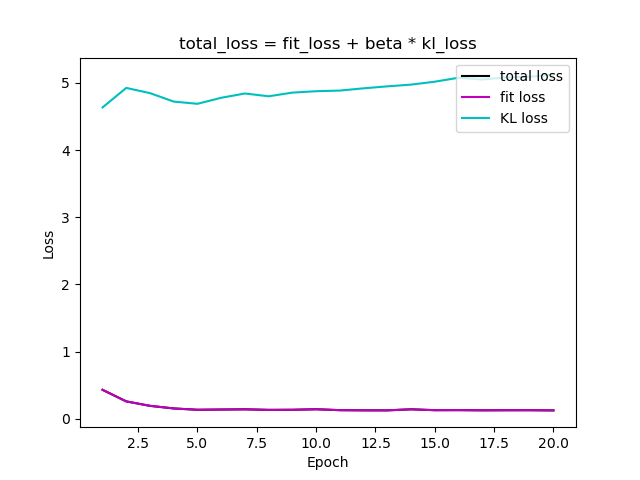 total_loss = fit_loss + beta * kl_loss
total loss
fit loss
KL loss
5
4
3
2
1
0
Loss
2.5 5.0 7.5 10.0 12.5 15.0 17.5 20.0
Epoch